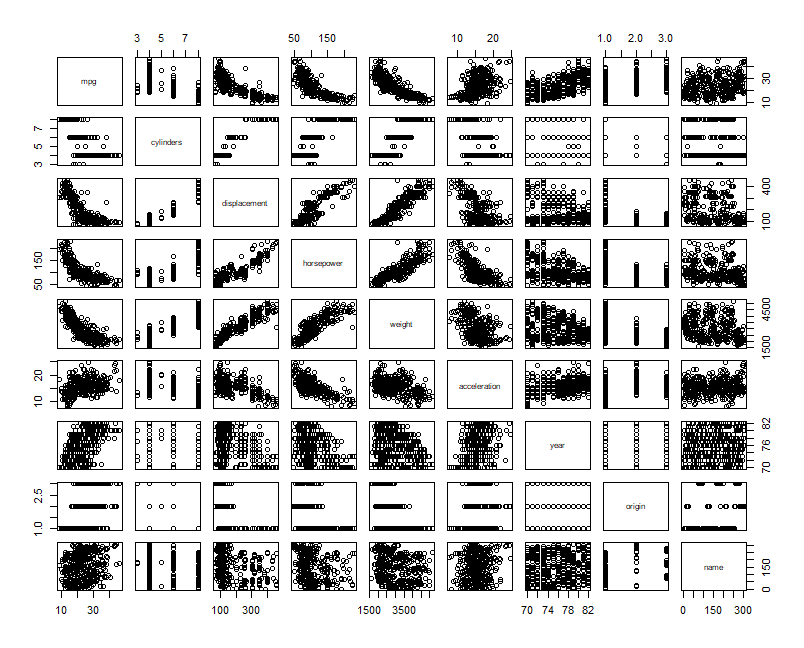 3 5 7 50 150 10 20 1.0 2.0 3.0
mpg 10 30
3 5 7 cylinders
displacement 100 400
50 150 horsepower
weight 1500 4500
10 20 acceleration
year 70 76 82
1.0 2.5 origin
name 0 150
10 30 100 300 1500 3500 70 74 78 82 0 150 300